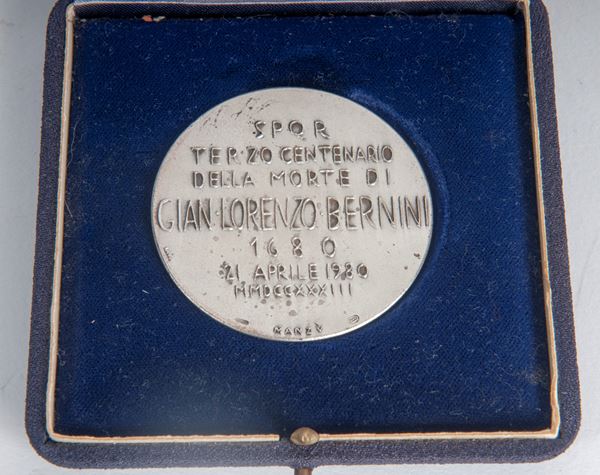 SPQR
TERZO CENTENARIO
DELLA MORTE DI
GIAN·LORENZO·BERNINI
1680
21 APRILE 1980
MMDCCXXXIII
MANZÙ